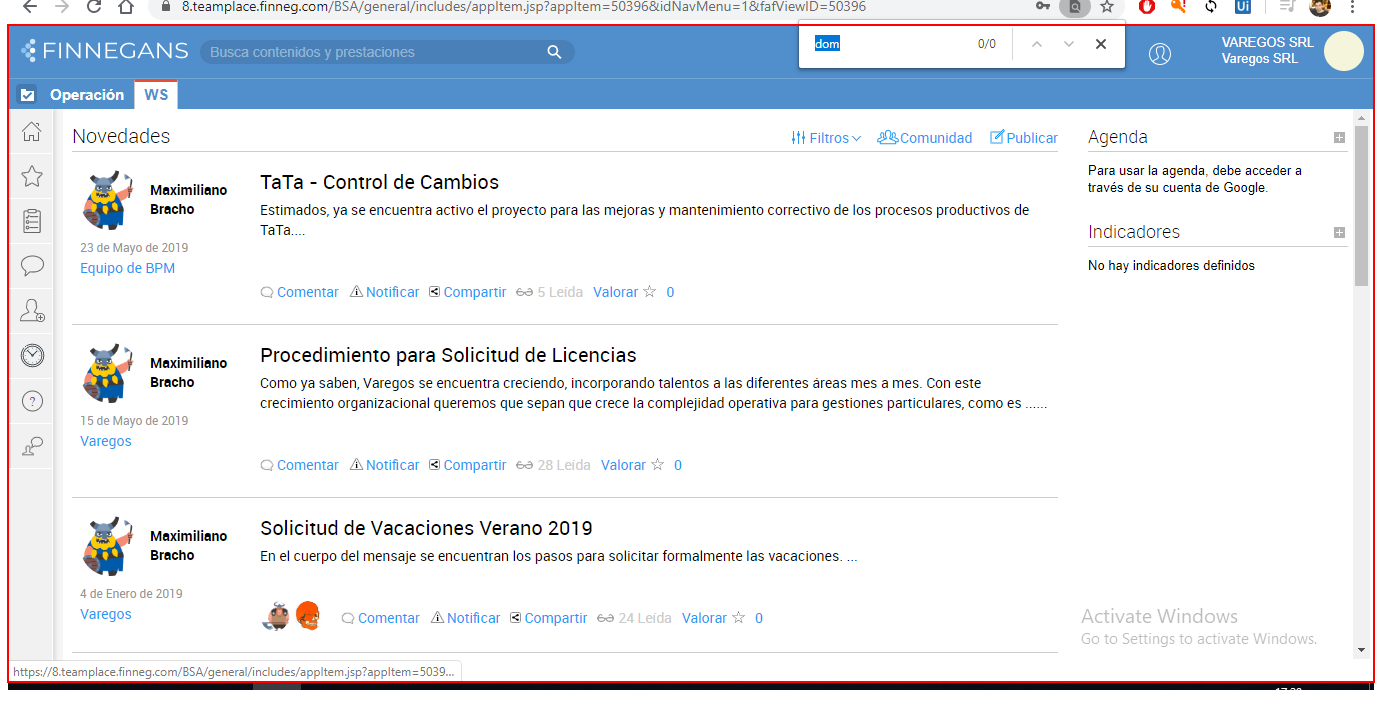 8.teamplace.finneg.com/BSA/general/includes/appItem.jsp?appItem=50396&idNavMenu=1&fafViewID=50396
Ui
dom
0/0
FINNEGANS
Busca contenidos y prestaciones
VAREGOS SRL
Varegos SRL
Operación
WS
Novedades
Filtros
Comunidad
Publicar
Maximiliano
Bracho
23 de Mayo de 2019
Equipo de BPM
TaTa - Control de Cambios
Estimados, ya se encuentra activo el proyecto para las mejoras y mantenimiento correctivo de los procesos productivos de
TaTa....
Comentar Notificar Compartir 5 Leída Valorar 0
Maximiliano
Bracho
15 de Mayo de 2019
Varegos
Procedimiento para Solicitud de Licencias
Como ya saben, Varegos se encuentra creciendo, incorporando talentos a las diferentes áreas mes a mes. Con este
crecimiento organizacional queremos que sepan que crece la complejidad operativa para gestiones particulares, como es ......
Comentar Notificar Compartir 28 Leída Valorar 0
Maximiliano
Bracho
4 de Enero de 2019
Varegos
Solicitud de Vacaciones Verano 2019
En el cuerpo del mensaje se encuentran los pasos para solicitar formalmente las vacaciones. ...
Comentar Notificar Compartir 24 Leída Valorar 0
Agenda
Para usar la agenda, debe acceder a
través de su cuenta de Google.
Indicadores
No hay indicadores definidos
Activate Windows
Go to Settings to activate Windows.
https://8.teamplace.finneg.com/BSA/general/includes/appItem.jsp?appItem=5039...